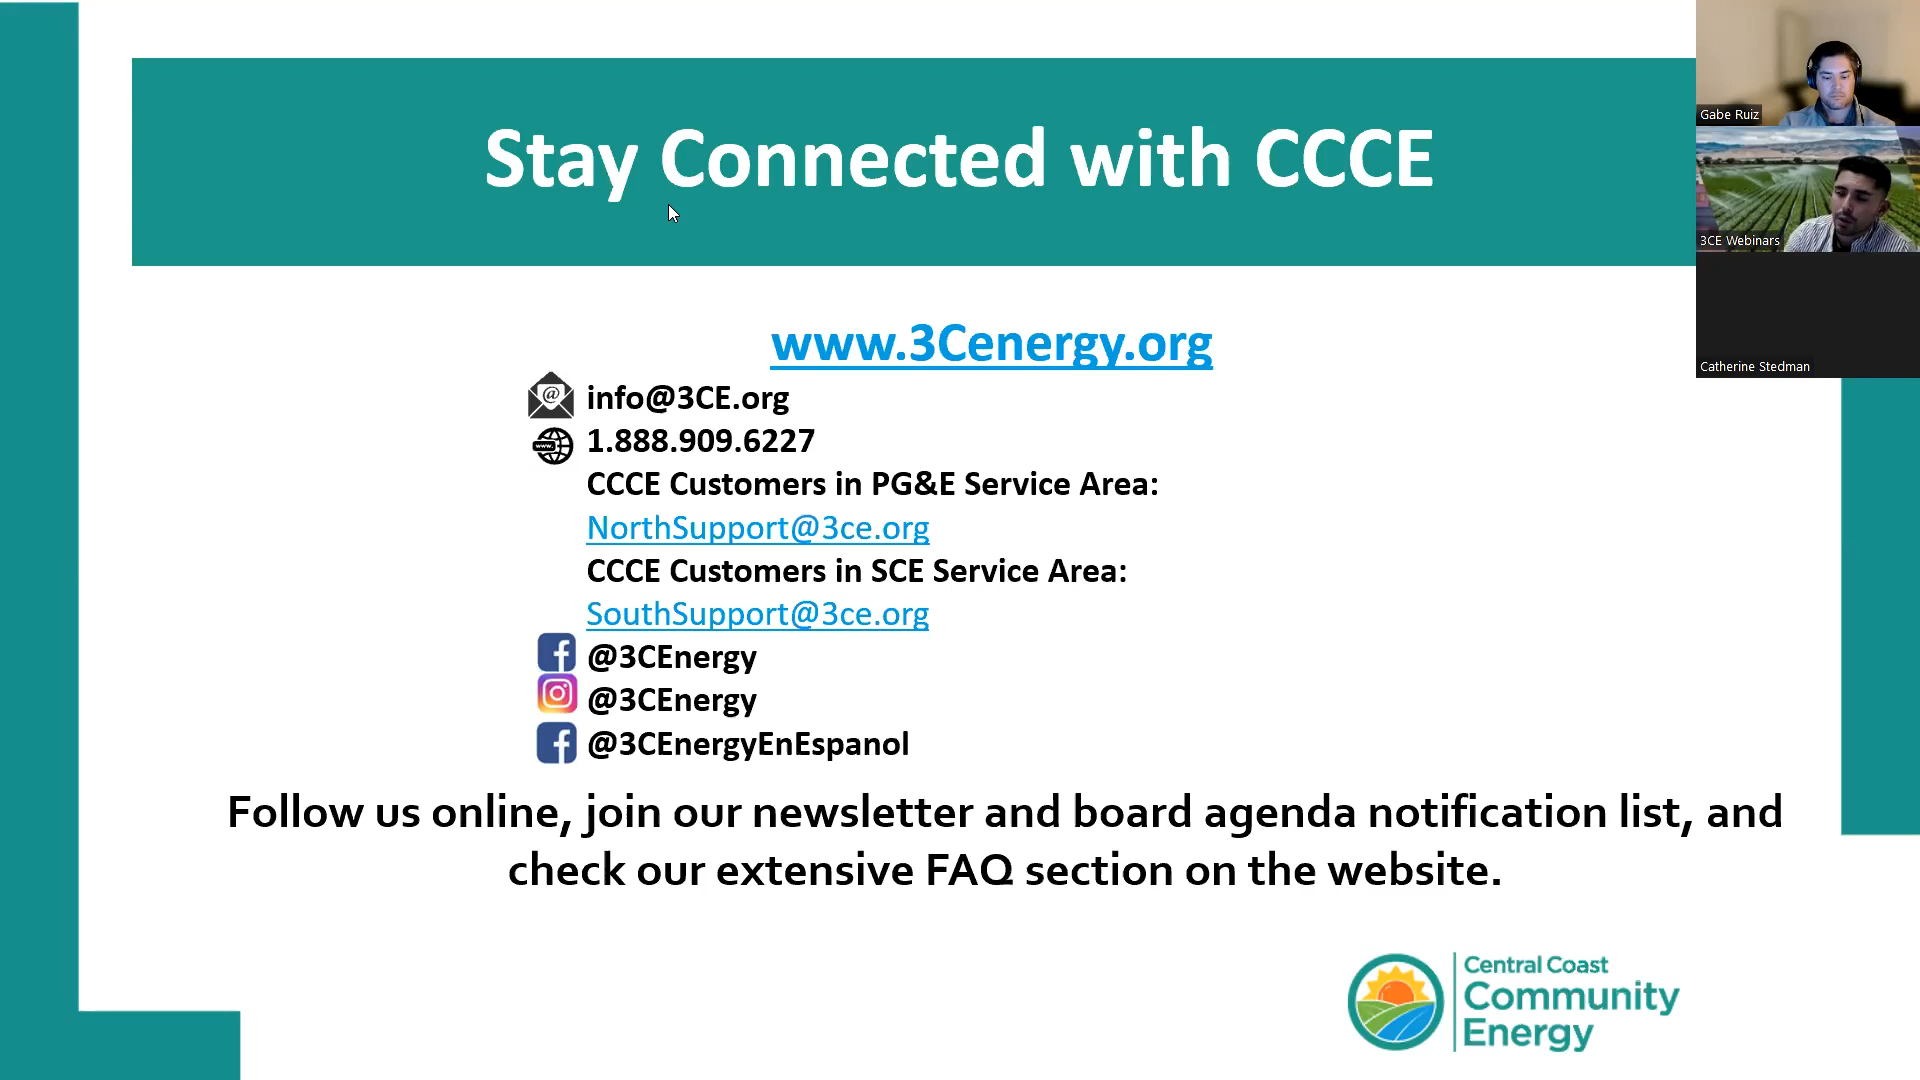 Stay Connected with CCCE
Gabe Ruiz
3CE Webinars
Catherine Stedman
www.3Cenergy.org
@ info@3CE.org
www. 1.888.909.6227
CCCE Customers in PG&E Service Area:
NorthSupport@3ce.org
CCCE Customers in SCE Service Area:
SouthSupport@3ce.org
@3CEnergy
@3CEnergy
@3CEnergyEnEspanol
Follow us online, join our newsletter and board agenda notification list, and
check our extensive FAQ section on the website.
Central Coast
Community
Energy